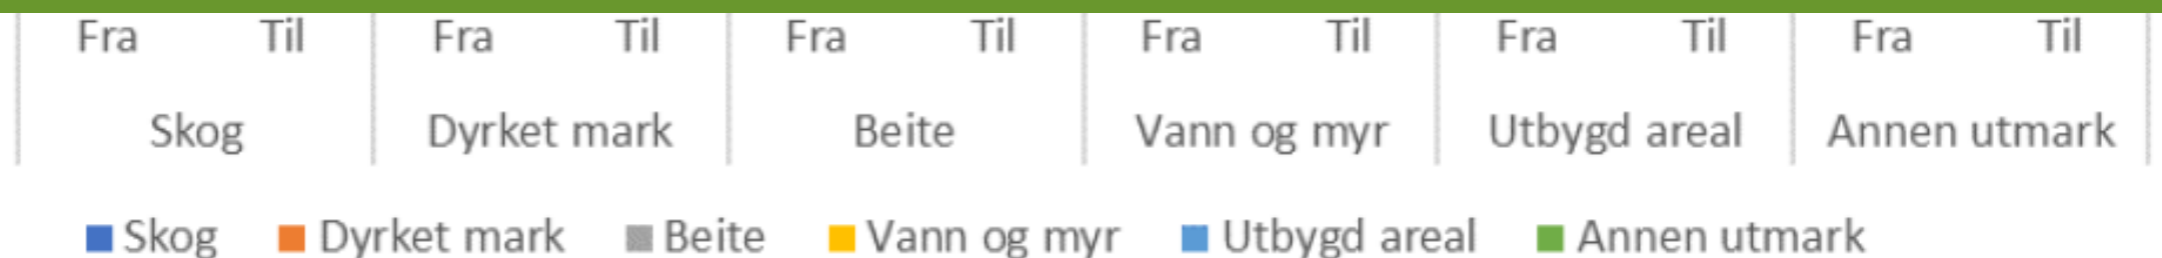 Fra Til Fra Til Fra Til Fra Til Fra Til Fra Til
Skog Dyrket mark Beite Vann og myr Utbygd areal Annen utmark
Skog Dyrket mark Beite Vann og myr Utbygd areal Annen utmark